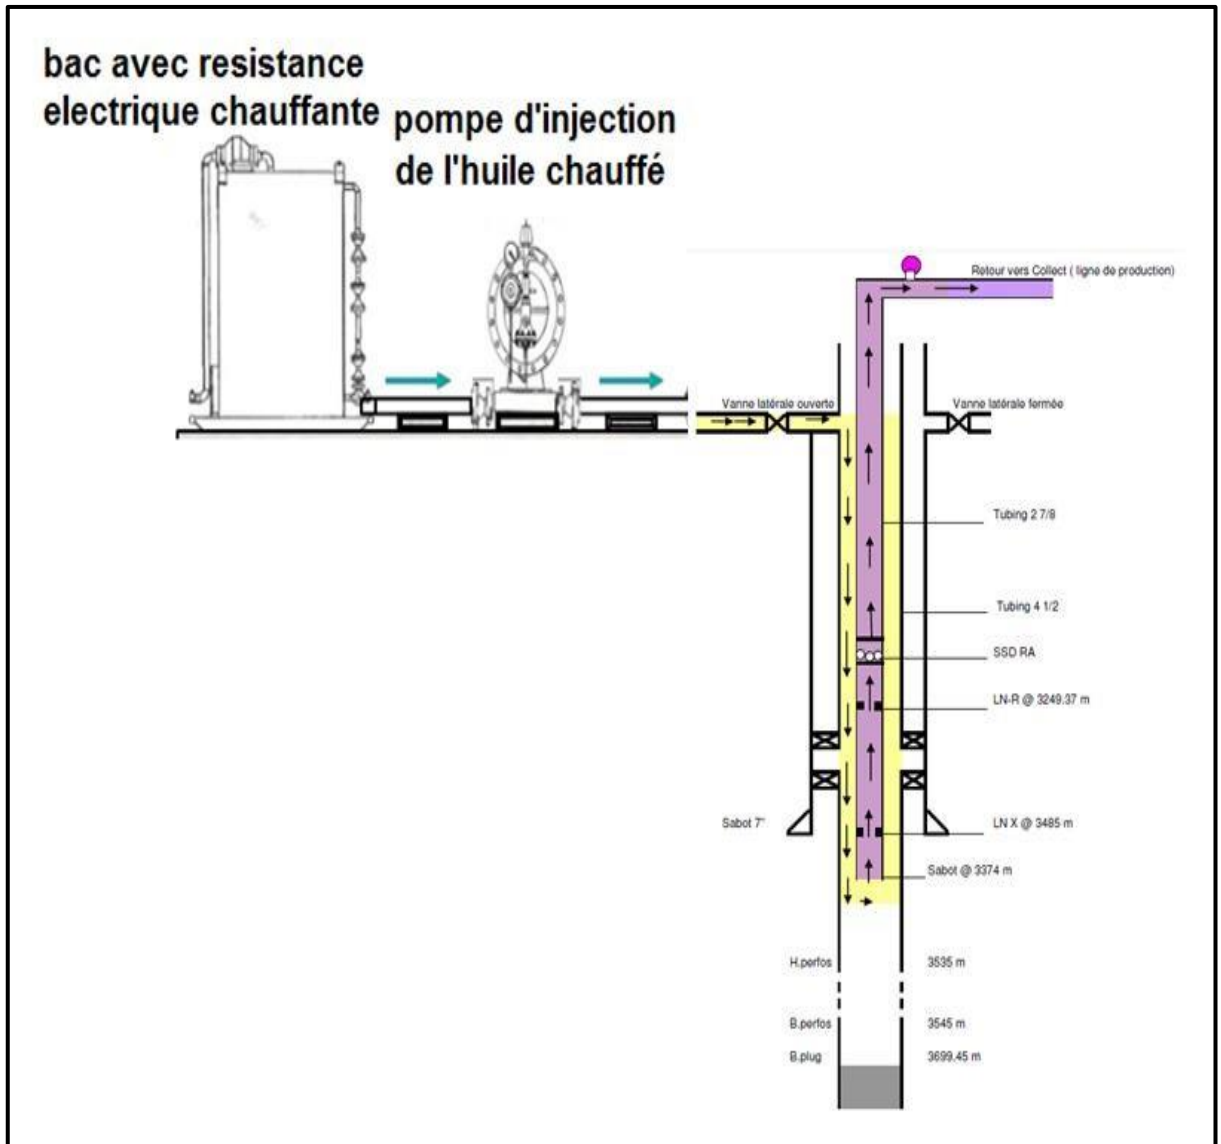 bac avec resistance
electrique chauffante
pompe d'injection
de l'huile chauffé
Retour vers Collect ( ligne de production)
Vanne latérale ouverte
Vanne latérale fermée
Tubing 2 7/8
Tubing 4 1/2
SSD RA
LN-R @ 3249.37 m
Sabot 7"
LN X @ 3485 m
Sabot @ 3374 m
H.perfos 3535 m
B.perfos 3545 m
B.plug 3699.45 m